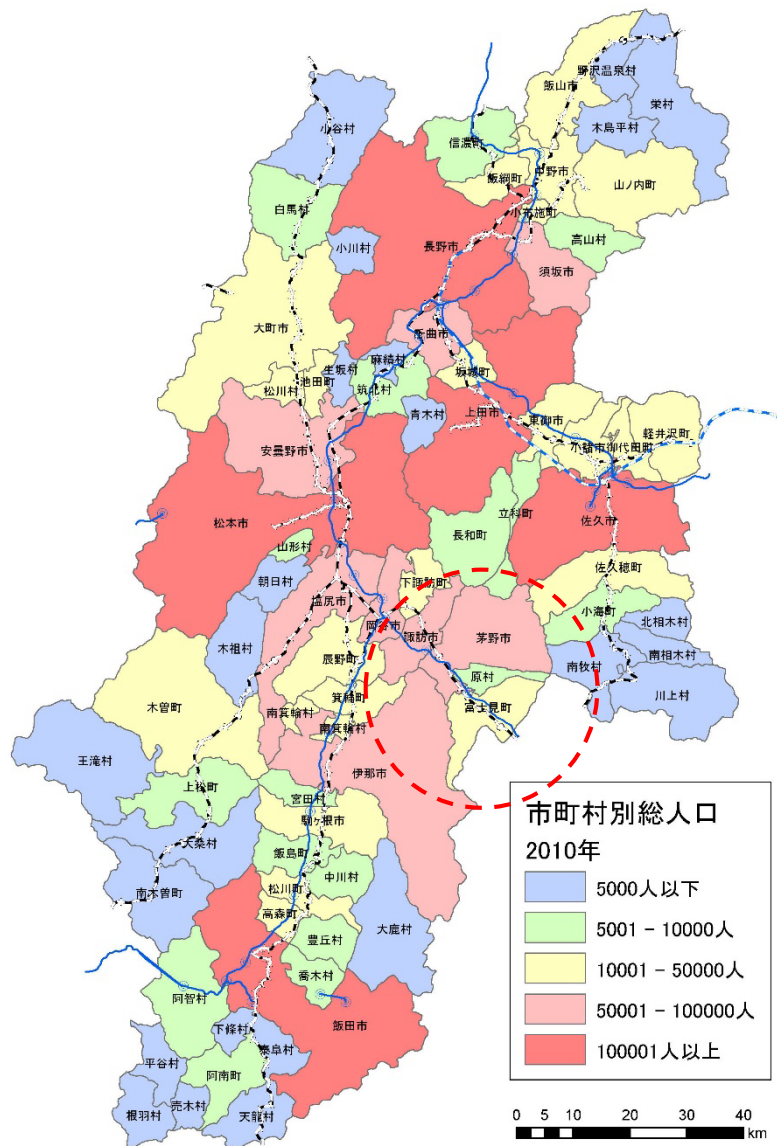 野沢温泉村
飯山市
栄村
小谷村
木島平村
信濃町
中野市
飯綱町
山ノ内町
白馬村
小布施町
高山村
小川村
長野市
須坂市
大町市
千曲市
麻績村
生坂村
池田町
坂城町
松川村
筑北村
青木村
上田市
東御市
軽井沢町
小諸市
御代田町
安曇野市
松本市
立科町
佐久市
長和町
山形村
朝日村
下諏訪町
佐久穂町
塩尻市
岡谷市
諏訪市
茅野市
小海町
北相木村
木祖村
辰野町
南相木村
原村
南牧村
川上村
箕輪町
富士見町
木曽町
南箕輪村
南箕輪村
王滝村
伊那市
上松町
宮田村
駒ヶ根市
大桑村
飯島町
中川村
南木曽町
松川町
高森町
大鹿村
豊丘村
喬木村
阿智村
飯田市
下條村
泰阜村
平谷村
阿南町
根羽村
売木村
天龍村
市町村別総人口
2010年
5000人以下
5001 - 10000人
10001 - 50000人
50001 - 100000人
100001人以上
0 5 10 20 30 40
km